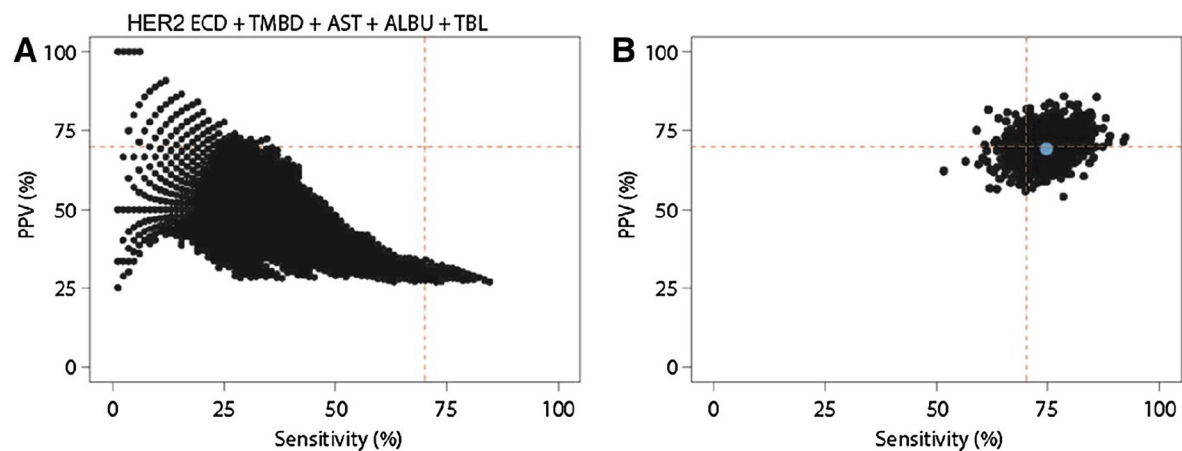 HER2 ECD + TMBD + AST + ALBU + TBL
A
100
75
50
25
0
PPV (%)
0 25 50 75 100
Sensitivity (%)
B
100
75
50
25
0
PPV (%)
0 25 50 75 100
Sensitivity (%)